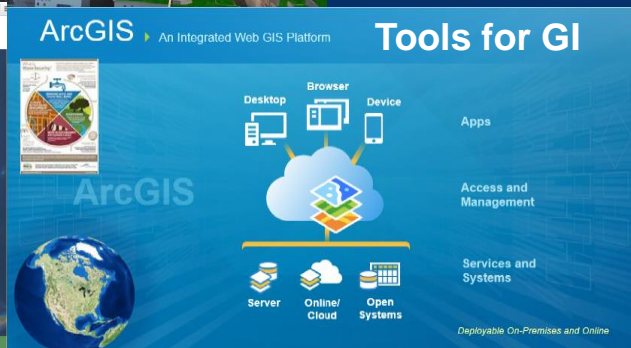 ArcGIS An Integrated Web GIS Platform
Tools for GI
Desktop
Browser
Device
Apps
ArcGIS
Access and
Management
Services and
Systems
Server
Online/
Cloud
Open
Systems
Deployable On-Premises and Online